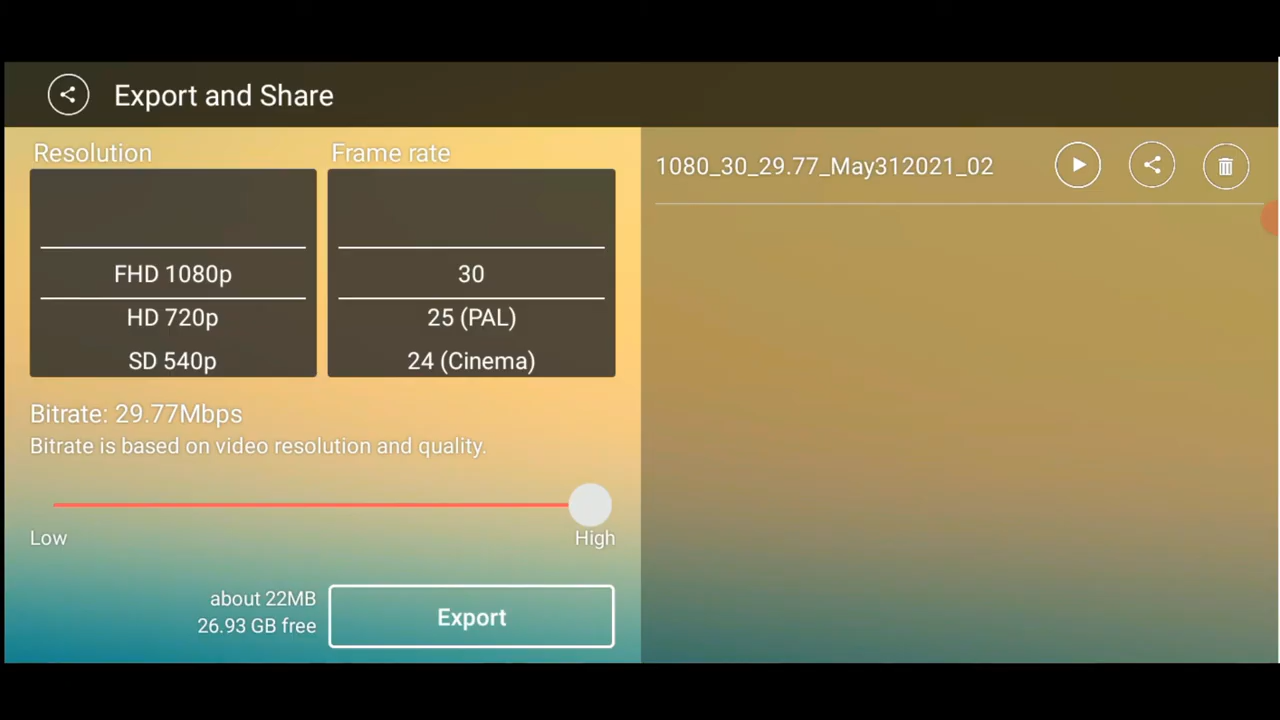 Export and Share
Resolution
Frame rate
FHD 1080p
HD 720p
SD 540p
30
25 (PAL)
24 (Cinema)
Bitrate: 29.77Mbps
Bitrate is based on video resolution and quality.
Low
High
about 22MB
26.93 GB free
Export
1080_30_29.77_May312021_02